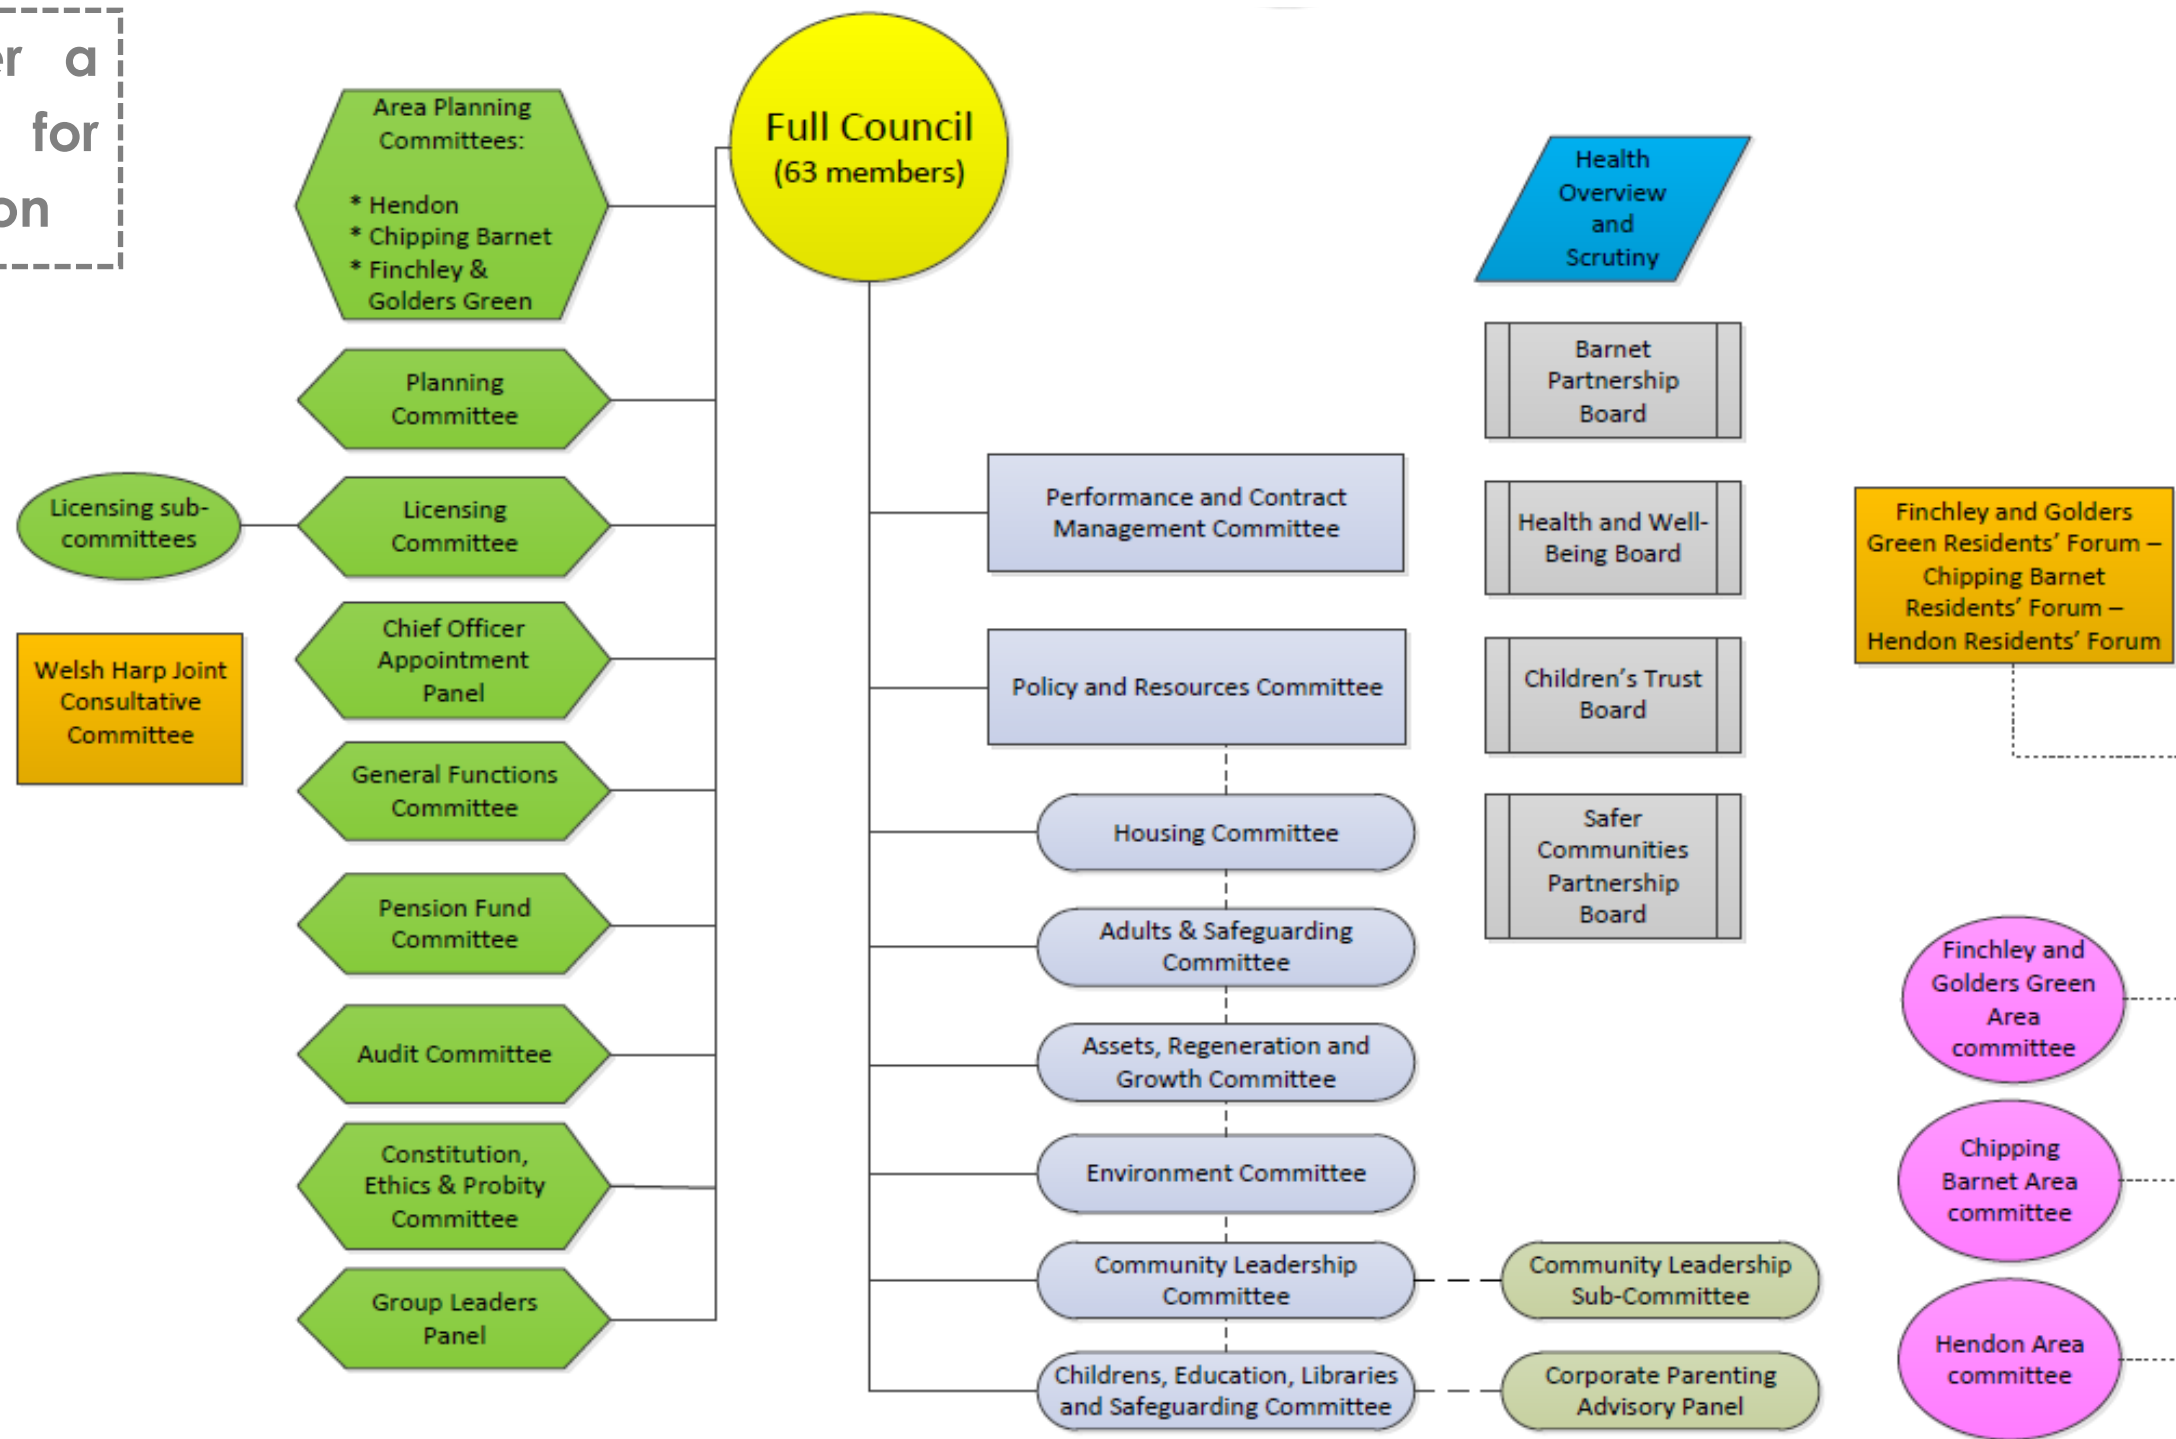 er a
for
on
Full Council
(63 members)
Area Planning
Committees:
* Hendon
* Chipping Barnet
* Finchley &
Golders Green
Planning
Committee
Licensing sub-
committees
Licensing
Committee
Welsh Harp Joint
Consultative
Committee
Chief Officer
Appointment
Panel
General Functions
Committee
Pension Fund
Committee
Audit Committee
Constitution,
Ethics & Probity
Committee
Group Leaders
Panel
Performance and Contract
Management Committee
Policy and Resources Committee
Housing Committee
Adults & Safeguarding
Committee
Assets, Regeneration and
Growth Committee
Environment Committee
Community Leadership
Committee
Childrens, Education, Libraries
and Safeguarding Committee
Community Leadership
Sub-Committee
Corporate Parenting
Advisory Panel
Health
Overview
and
Scrutiny
Barnet
Partnership
Board
Health and Well-
Being Board
Children’s Trust
Board
Safer
Communities
Partnership
Board
Finchley and Golders
Green Residents’ Forum –
Chipping Barnet
Residents’ Forum –
Hendon Residents’ Forum
Finchley and
Golders Green
Area
committee
Chipping
Barnet Area
committee
Hendon Area
committee